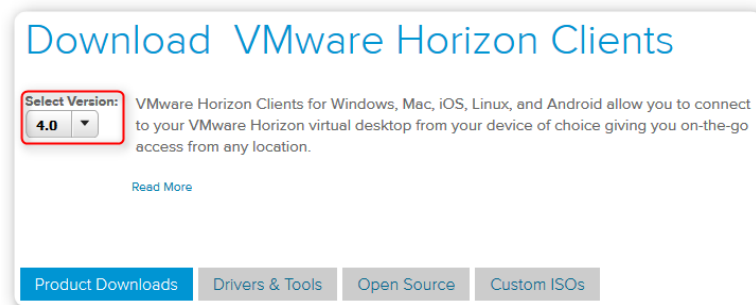 Download VMware Horizon Clients
Select Version:
4.0
VMware Horizon Clients for Windows, Mac, iOS, Linux, and Android allow you to connect
to your VMware Horizon virtual desktop from your device of choice giving you on-the-go
access from any location.
Read More
Product Downloads Drivers & Tools Open Source Custom ISOs